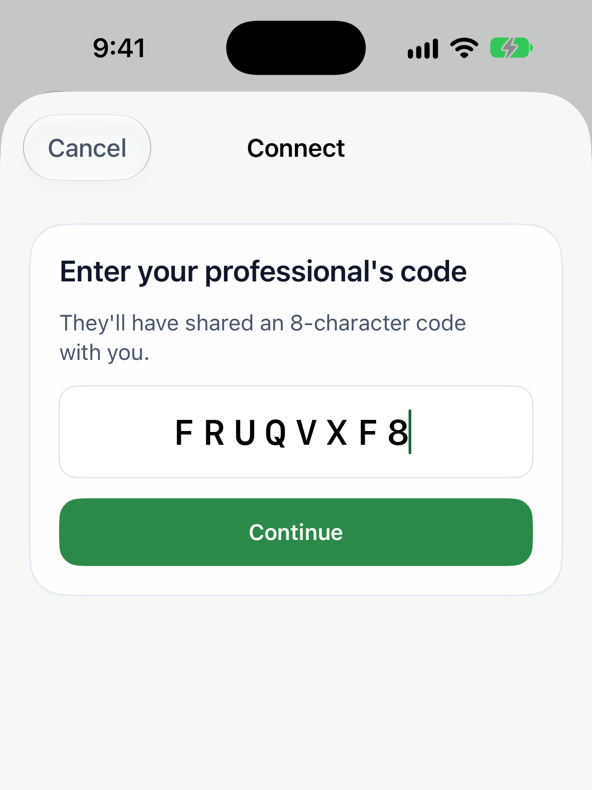 9:41
Cancel
Connect
Enter your professional's code
They'll have shared an 8-character code
with you.
FRUQVXF8
Continue